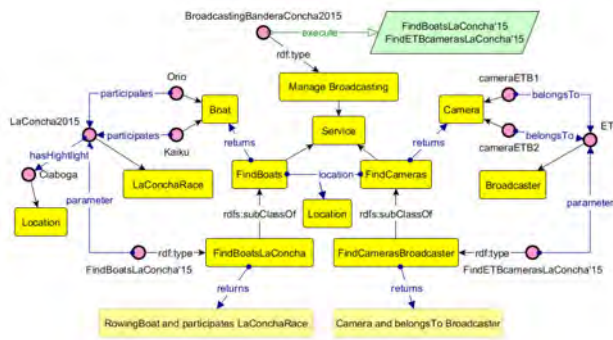 BroadcastingBanderaConcha2015
FindBoatsLaConcha'15
FindETBcamerasLaConcha'15
execute
rdf:type
Orio
participates
Boat
Manage Broadcasting
Camera
cameraETB1
belongsTo
LaConcha2015
participates
Kaiku
Service
cameraETB2
belongsTo
ET
hasHightlight
returns
returns
Ciaboga
LaConchaRace
FindBoats
location
FindCameras
Broadcaster
Location
parameter
rdfs:subClassOf
Location
rdfs:subClassOf
parameter
rdf:type
FindBoatsLaConcha
FindCamerasBroadcaster
rdf:type
FindBoatsLaConcha'15
FindETBcamerasLaConcha'15
returns
returns
RowingBoat and participates LaConchaRace
Camera and belongsTo Broadcaster